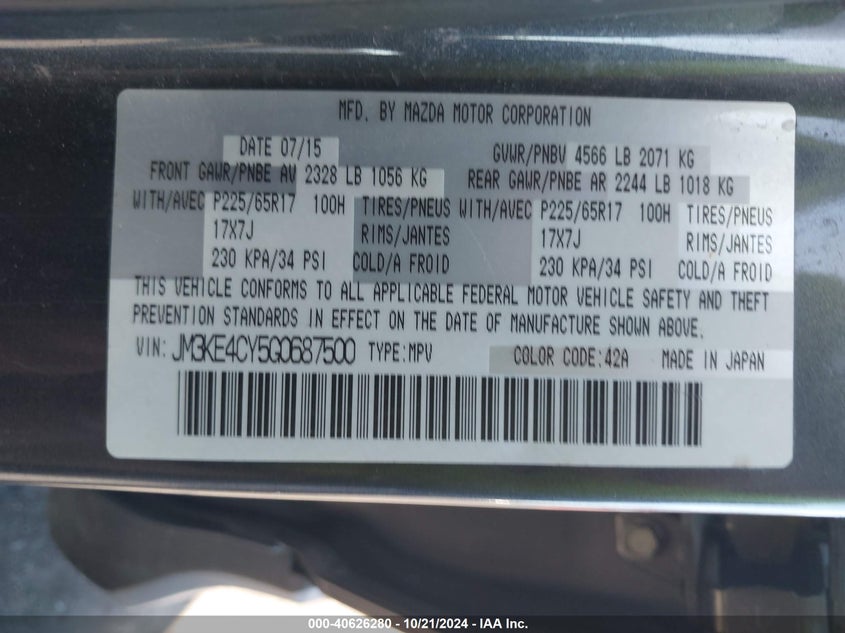 MFD. BY MAZDA MOTOR CORPORATION
DATE 07/15 GVWR/PNBV 4566 LB 2071 KG
FRONT GAWR/PNBE AV 2328 LB 1056 KG REAR GAWR/PNBE AR 2244 LB 1018 KG
WITH/AVEC P225/65R17 100H TIRES/PNEUS WITH/AVEC P225/65R17 100H TIRES/PNEUS
17X7J RIMS/JANTES 17X7J RIMS/JANTES
230 KPA/34 PSI COLD/A FROID 230 KPA/34 PSI COLD/A FROID
THIS VEHICLE CONFORMS TO ALL APPLICABLE FEDERAL MOTOR VEHICLE SAFETY AND THEFT
PREVENTION STANDARDS IN EFFECT ON THE DATE OF MANUFACTURE SHOWN ABOVE.
VIN: JM3KE4CY5G0687500 TYPE:MPV COLOR CODE:42A MADE IN JAPAN
000-40626280 - 10/21/2024 - IAA Inc.